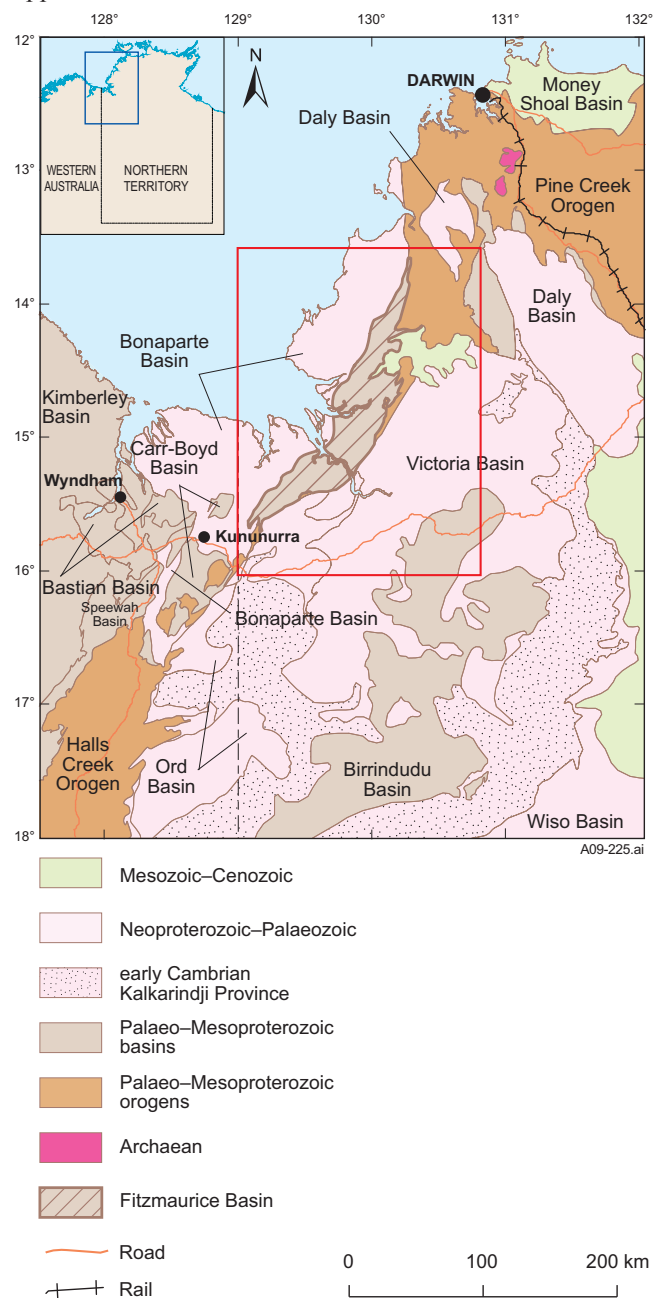 128°
129°
130°
131°
132°
12°
13°
14°
15°
16°
17°
18°
WESTERN
AUSTRALIA
NORTHERN
TERRITORY
N
DARWIN
Money
Shoal Basin
Daly Basin
Pine Creek
Orogen
Daly
Basin
Bonaparte
Basin
Kimberley
Basin
Carr-Boyd
Basin
Wyndham
Victoria Basin
Kununurra
Bastian Basin
Speewah
Basin
Bonaparte Basin
Halls
Creek
Orogen
Ord
Basin
Birrindudu
Basin
Wiso Basin
A09-225.ai
Mesozoic–Cenozoic
Neoproterozoic–Palaeozoic
early Cambrian
Kalkarindji Province
Palaeo–Mesoproterozoic
basins
Palaeo–Mesoproterozoic
orogens
Archaean
Fitzmaurice Basin
Road
Rail
0 100 200 km